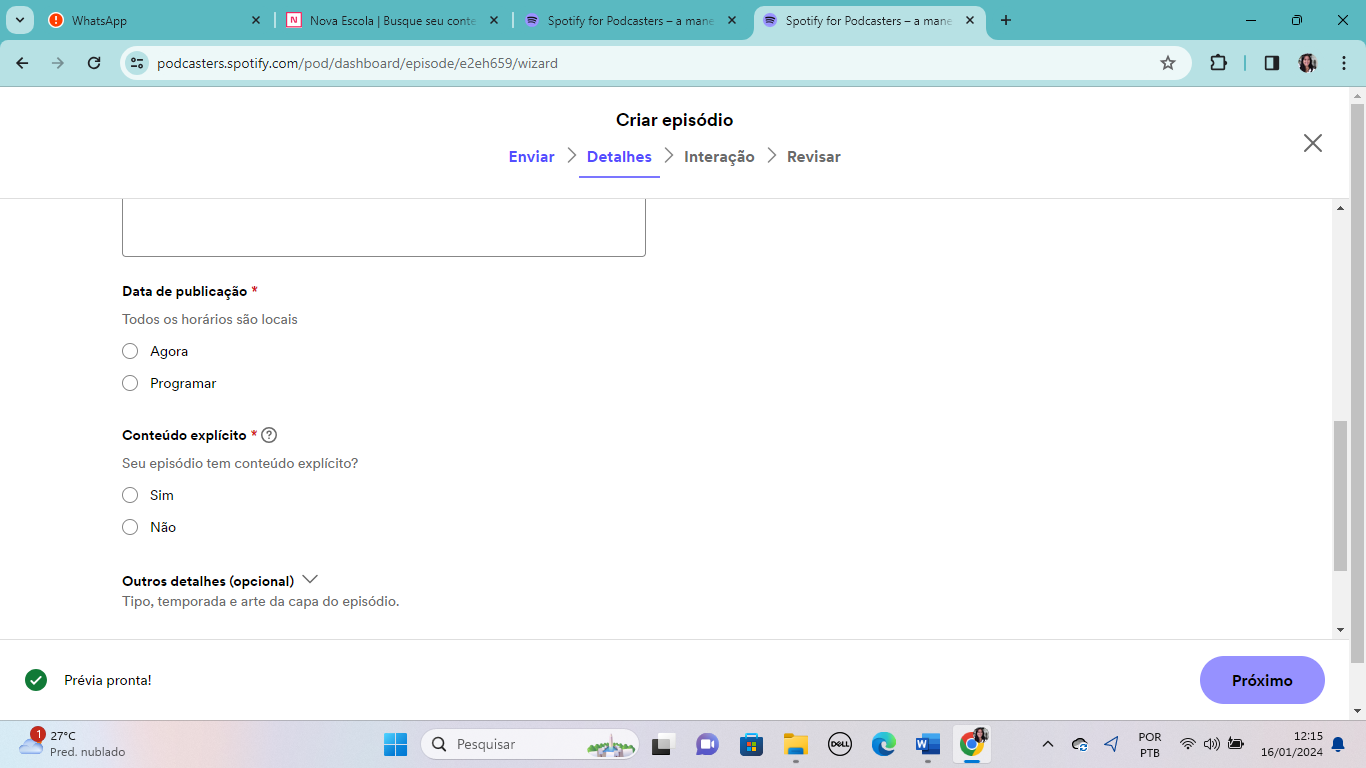 WhatsApp
Nova Escola | Busque seu conte
Spotify for Podcasters – a mane
Spotify for Podcasters – a mane
podcasters.spotify.com/pod/dashboard/episode/e2eh659/wizard
Criar episódio
Enviar
Detalhes
Interação
Revisar
Data de publicação *
Todos os horários são locais
Agora
Programar
Conteúdo explícito * ?
Seu episódio tem conteúdo explícito?
Sim
Não
Outros detalhes (opcional)
Tipo, temporada e arte da capa do episódio.
Prévia pronta!
Próximo
1
27°C
Pred. nublado
Pesquisar
DELL
W
POR
PTB
12:15
16/01/2024